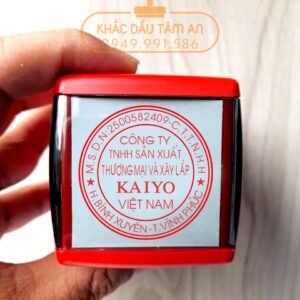 KHẮC DẤU TÂM AN
0949.991.586
M.S.D.N:2500582409-C.T.T.N.H.H
CÔNG TY
TNHH SẢN XUẤT
THƯƠNG MẠI VÀ XÂY LẮP
KAIYO
VIỆT NAM
H.BÌNH XUYÊN-T.VĨNH PHÚC